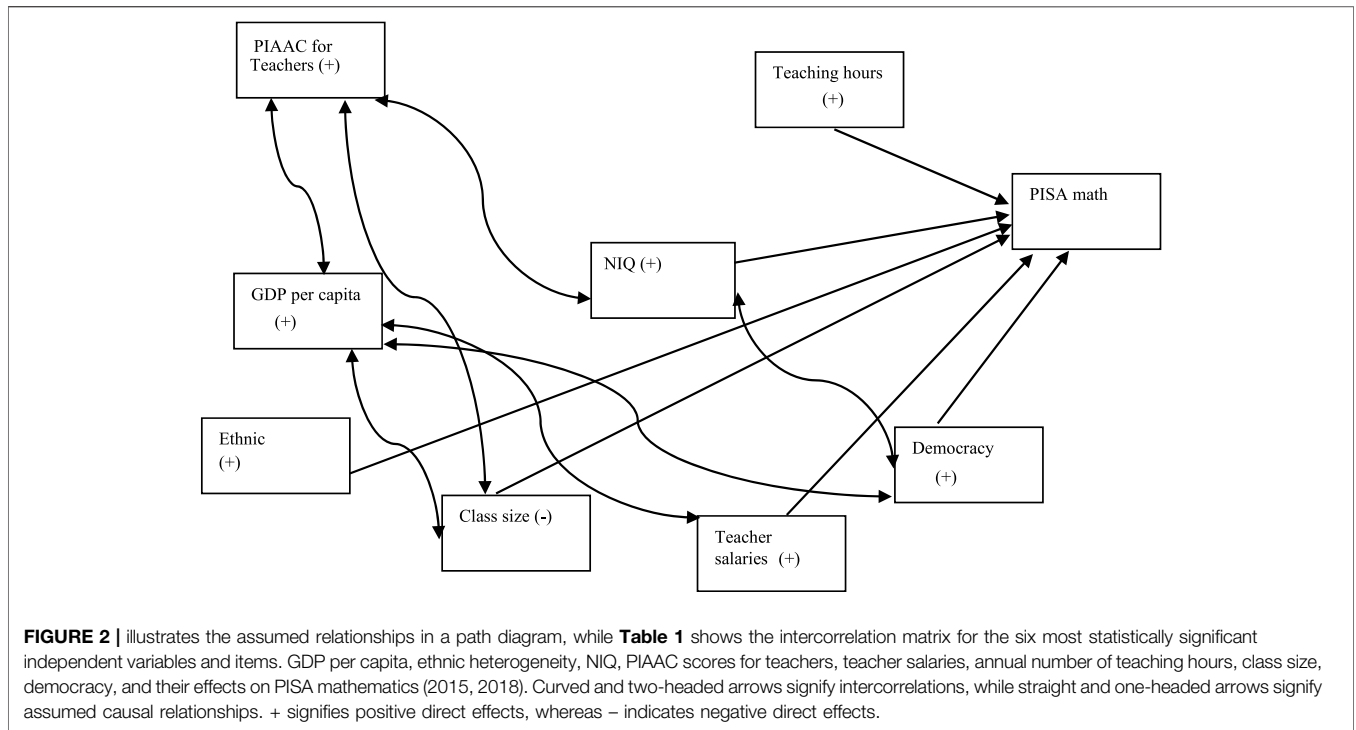 PIAAC for
Teachers (+)
Teaching hours
(+)
PISA math
NIQ (+)
GDP per capita
(+)
Ethnic
(+)
Democracy
(+)
Class size (-)
Teacher
salaries (+)
FIGURE 2 | illustrates the assumed relationships in a path diagram, while Table 1 shows the intercorrelation matrix for the six most statistically significant
independent variables and items. GDP per capita, ethnic heterogeneity, NIQ, PIAAC scores for teachers, teacher salaries, annual number of teaching hours, class size,
democracy, and their effects on PISA mathematics (2015, 2018). Curved and two-headed arrows signify intercorrelations, while straight and one-headed arrows signify
assumed causal relationships. + signifies positive direct effects, whereas – indicates negative direct effects.